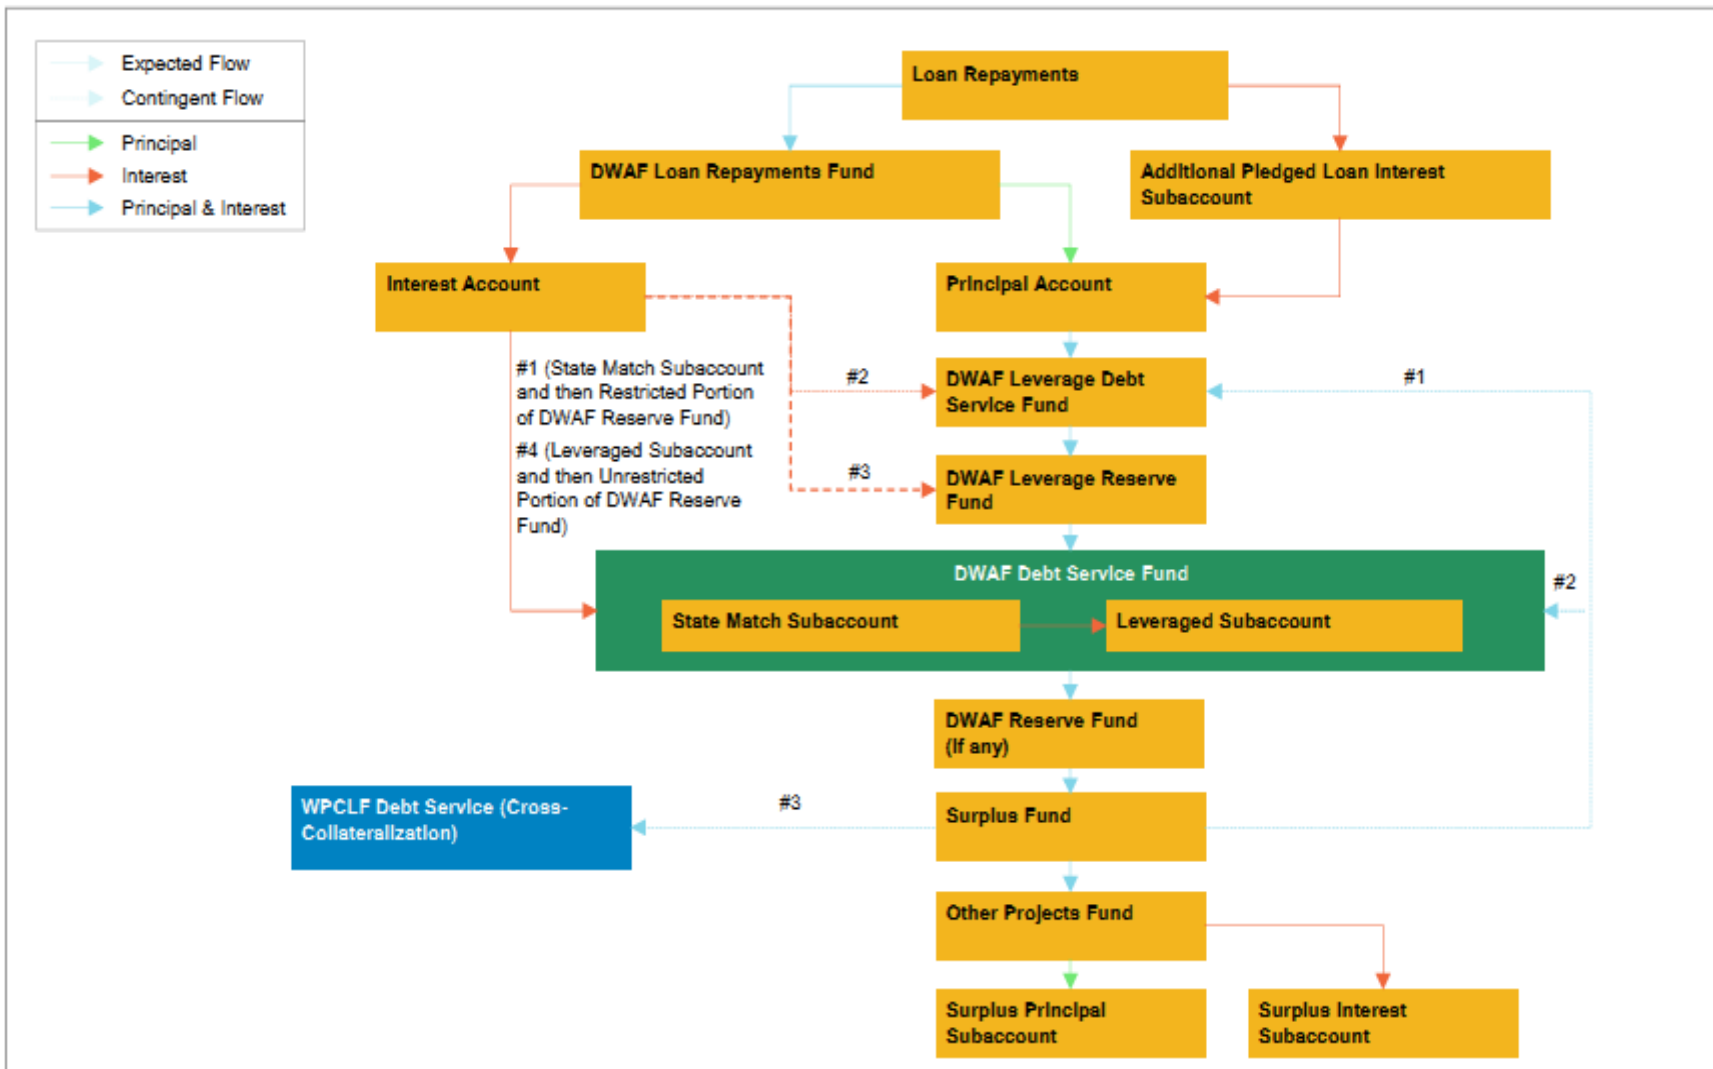 Expected Flow
Contingent Flow
Principal
Interest
Principal & Interest
Loan Repayments
DWAF Loan Repayments Fund
Additional Pledged Loan Interest
Subaccount
Interest Account
Principal Account
#1 (State Match Subaccount
and then Restricted Portion
of DWAF Reserve Fund)
#4 (Leveraged Subaccount
and then Unrestricted
Portion of DWAF Reserve
Fund)
#2
DWAF Leverage Debt
Service Fund
#1
#3
DWAF Leverage Reserve
Fund
DWAF Debt Service Fund
#2
State Match Subaccount
Leveraged Subaccount
DWAF Reserve Fund
(If any)
WPCLF Debt Service (Cross-
Collateralization)
#3
Surplus Fund
Other Projects Fund
Surplus Principal
Subaccount
Surplus Interest
Subaccount